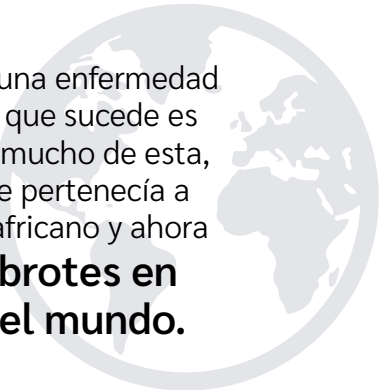 una enfermedad
que sucede es
mucho de esta,
e pertenecía a
africano y ahora
brotes en
el mundo.